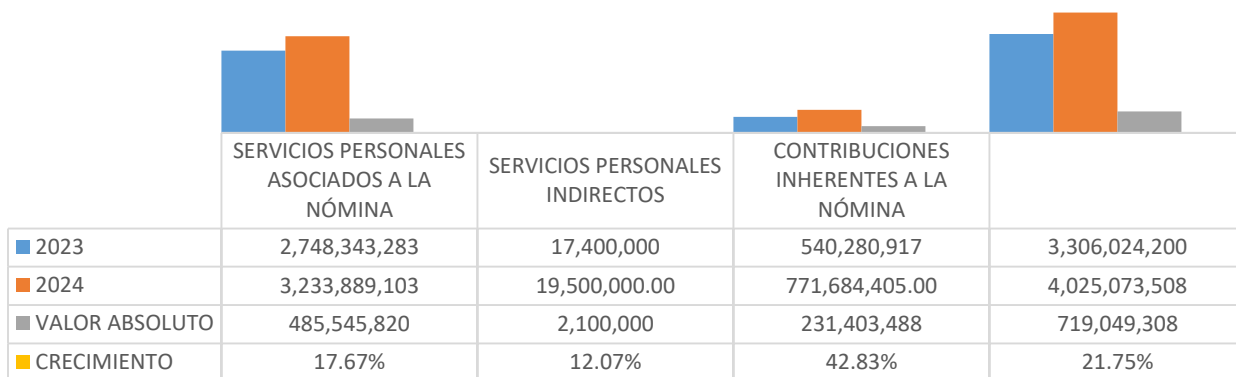 SERVICIOS PERSONALES
ASOCIADOS A LA
NÓMINA
SERVICIOS PERSONALES
INDIRECTOS
CONTRIBUCIONES
INHERENTES A LA
NÓMINA
2023 2,748,343,283 17,400,000 540,280,917 3,306,024,200
2024 3,233,889,103 19,500,000.00 771,684,405.00 4,025,073,508
VALOR ABSOLUTO 485,545,820 2,100,000 231,403,488 719,049,308
CRECIMIENTO 17.67% 12.07% 42.83% 21.75%